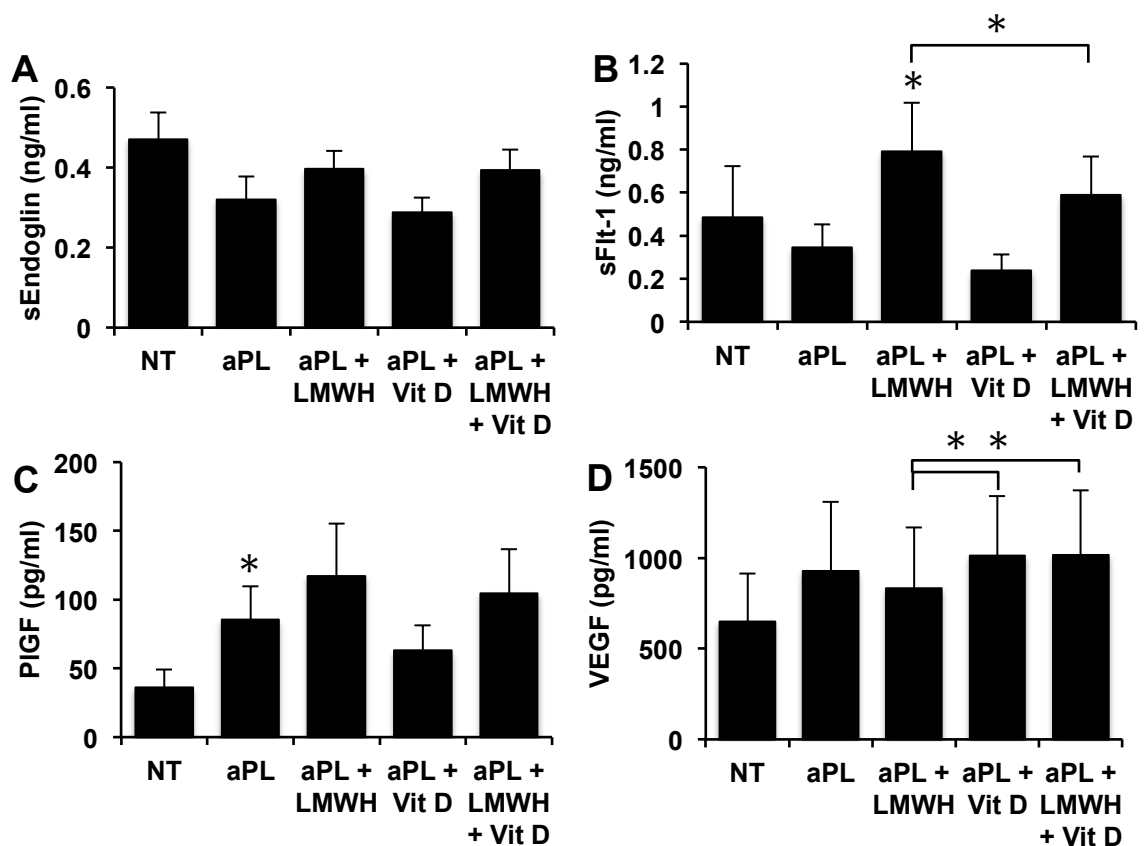 A
sEndoglin (ng/ml)
0.6
0.4
0.2
0
NT
aPL
aPL +
LMWH
aPL +
Vit D
aPL +
LMWH
+ Vit D
B
sFlt-1 (ng/ml)
*
*
1.2
1
0.8
0.6
0.4
0.2
0
NT
aPL
aPL +
LMWH
aPL +
Vit D
aPL +
LMWH
+ Vit D
C
PIGF (pg/ml)
200
150
100
50
0
*
NT
aPL
aPL +
LMWH
aPL +
Vit D
aPL +
LMWH
+ Vit D
D
VEGF (pg/ml)
* *
1500
1000
500
0
NT
aPL
aPL +
LMWH
aPL +
Vit D
aPL +
LMWH
+ Vit D